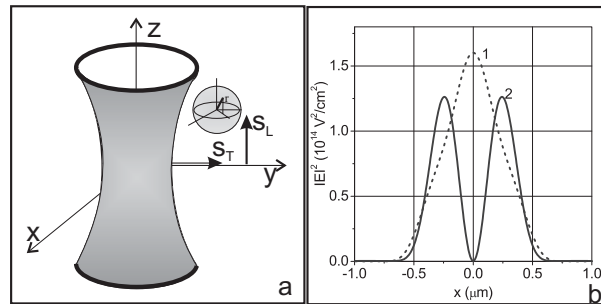 z
r
S_L
S_T
y
x
a
|E|² (10¹⁴ V²/cm²)
1.5
1.0
0.5
0.0
1
2
-1.0 -0.5 0.0 0.5 1.0
x (μm)
b